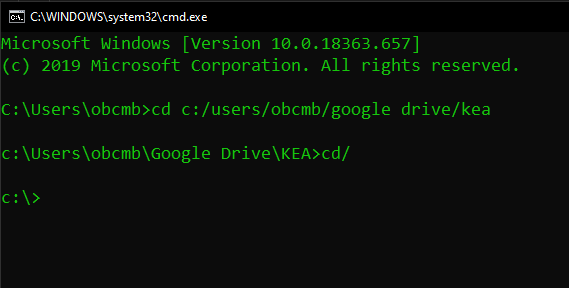 C:\WINDOWS\system32\cmd.exe
Microsoft Windows [Version 10.0.18363.657]
(c) 2019 Microsoft Corporation. All rights reserved.
C:\Users\obcmb>cd c:/users/obcmb/google drive/kea
c:\Users\obcmb\Google Drive\KEA>cd/
c:\>